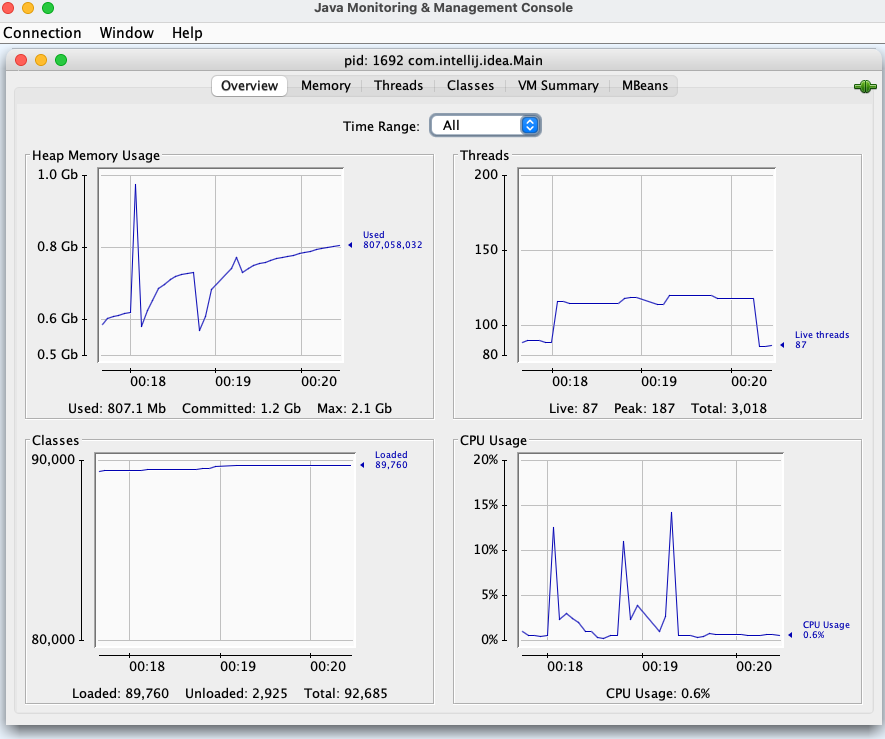 Java Monitoring & Management Console
Connection Window Help
pid: 1692 com.intellij.idea.Main
Overview Memory Threads Classes VM Summary MBeans
Time Range: All
Heap Memory Usage
1.0 Gb
0.8 Gb
0.6 Gb
0.5 Gb
Used
807,058,032
00:18 00:19 00:20
Used: 807.1 Mb Committed: 1.2 Gb Max: 2.1 Gb
Threads
200
150
100
80
Live threads
87
00:18 00:19 00:20
Live: 87 Peak: 187 Total: 3,018
Classes
90,000
80,000
Loaded
89,760
00:18 00:19 00:20
Loaded: 89,760 Unloaded: 2,925 Total: 92,685
CPU Usage
20%
15%
10%
5%
0%
CPU Usage
0.6%
00:18 00:19 00:20
CPU Usage: 0.6%